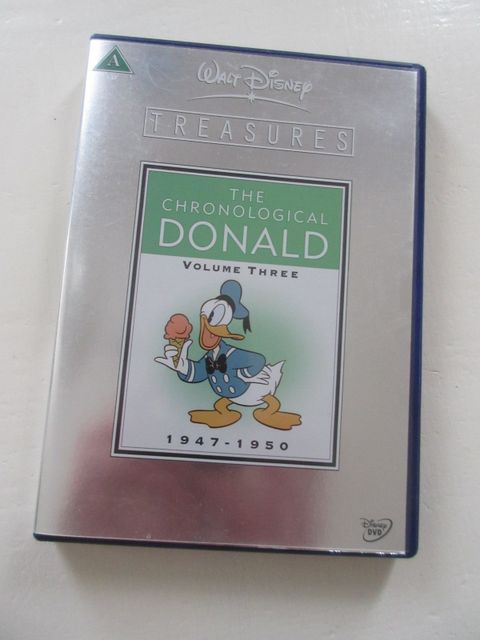 A
WALT DISNEY
TREASURES
THE
CHRONOLOGICAL
DONALD
VOLUME THREE
1947-1950
Disney
DVD